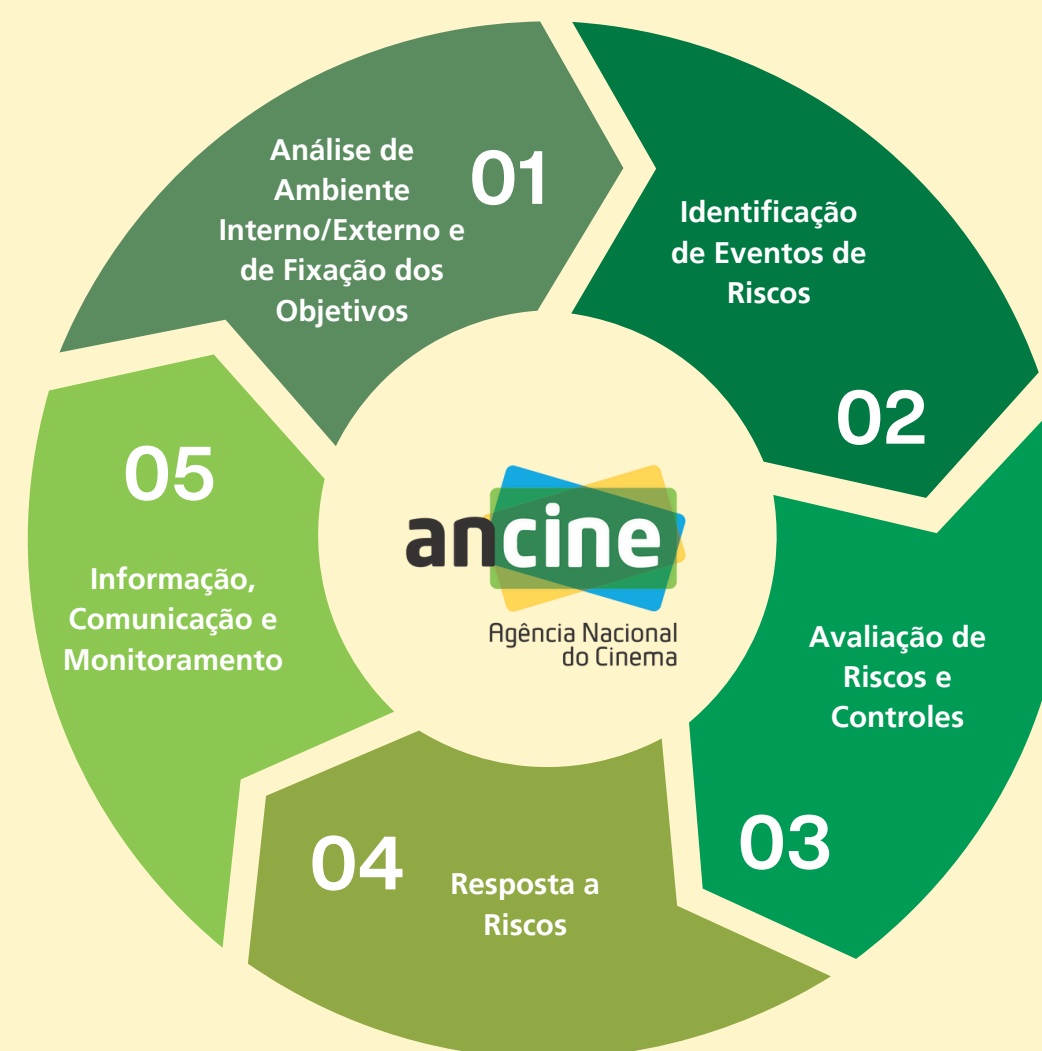 01
Análise de
Ambiente
Interno/Externo e
de Fixação dos
Objetivos
Identificação
de Eventos de
Riscos
02
Avaliação de
Riscos e
Controles
03
04
Resposta a
Riscos
05
Informação,
Comunicação e
Monitoramento
ancine
Agência Nacional
do Cinema